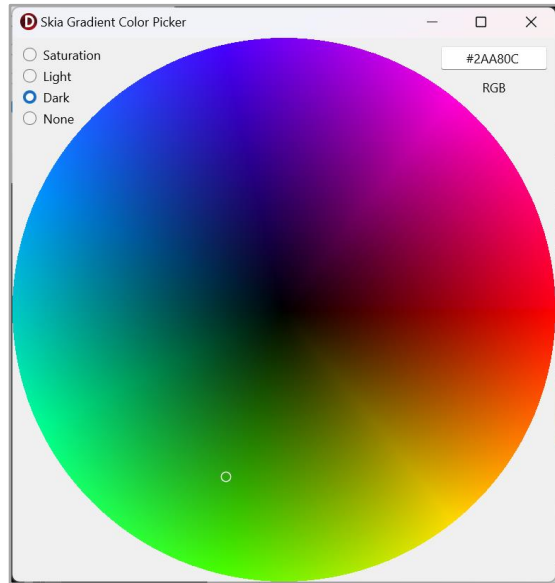 Skia Gradient Color Picker
Saturation
Light
Dark
None
#2AA80C
RGB